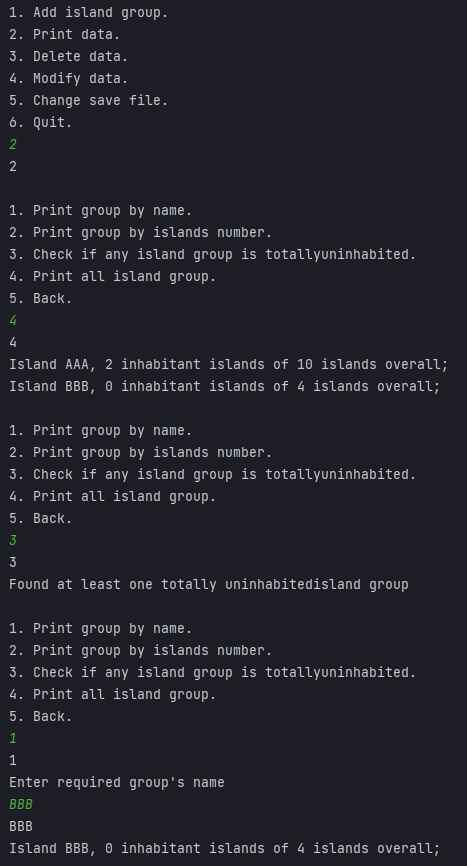 1. Add island group.
2. Print data.
3. Delete data.
4. Modify data.
5. Change save file.
6. Quit.
2
2
1. Print group by name.
2. Print group by islands number.
3. Check if any island group is totallyuninhabited.
4. Print all island group.
5. Back.
4
4
Island AAA, 2 inhabitant islands of 10 islands overall;
Island BBB, 0 inhabitant islands of 4 islands overall;
1. Print group by name.
2. Print group by islands number.
3. Check if any island group is totallyuninhabited.
4. Print all island group.
5. Back.
3
3
Found at least one totally uninhabitedisland group
1. Print group by name.
2. Print group by islands number.
3. Check if any island group is totallyuninhabited.
4. Print all island group.
5. Back.
1
1
Enter required group's name
BBB
BBB
Island BBB, 0 inhabitant islands of 4 islands overall;